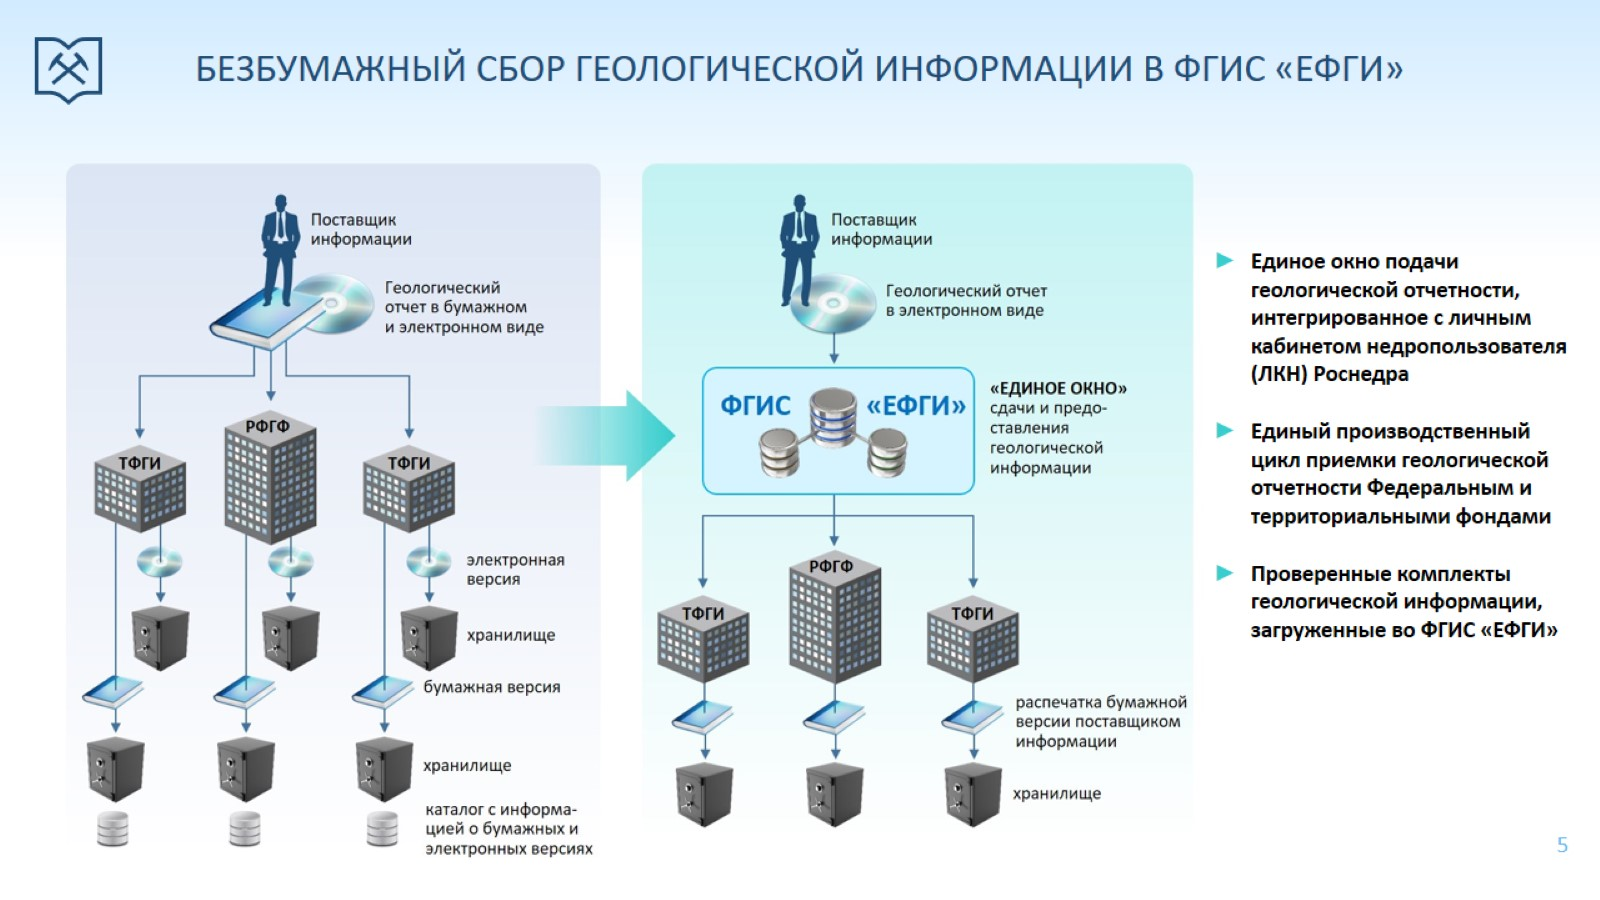 БЕЗБУМАЖНЫЙ СБОР ГЕОЛОГИЧЕСКОЙ ИНФОРМАЦИИ В ФГИС «ЕФГИ»
Поставщик
информации
Геологический
отчет в бумажном
и электронном виде
РФГФ
ТФГИ
ТФГИ
электронная
версия
хранилище
бумажная версия
хранилище
каталог с информа-
цией о бумажных и
электронных версиях
Поставщик
информации
Геологический отчет
в электронном виде
ФГИС «ЕФГИ»
«ЕДИНОЕ ОКНО»
сдачи и предо-
ставления
геологической
информации
РФГФ
ТФГИ
ТФГИ
распечатка бумажной
версии поставщиком
информации
хранилище
Единое окно подачи
геологической отчетности,
интегрированное с личным
кабинетом недропользователя
(ЛКН) Роснедра
Единый производственный
цикл приемки геологической
отчетности Федеральным и
территориальными фондами
Проверенные комплекты
геологической информации,
загруженные во ФГИС «ЕФГИ»
5